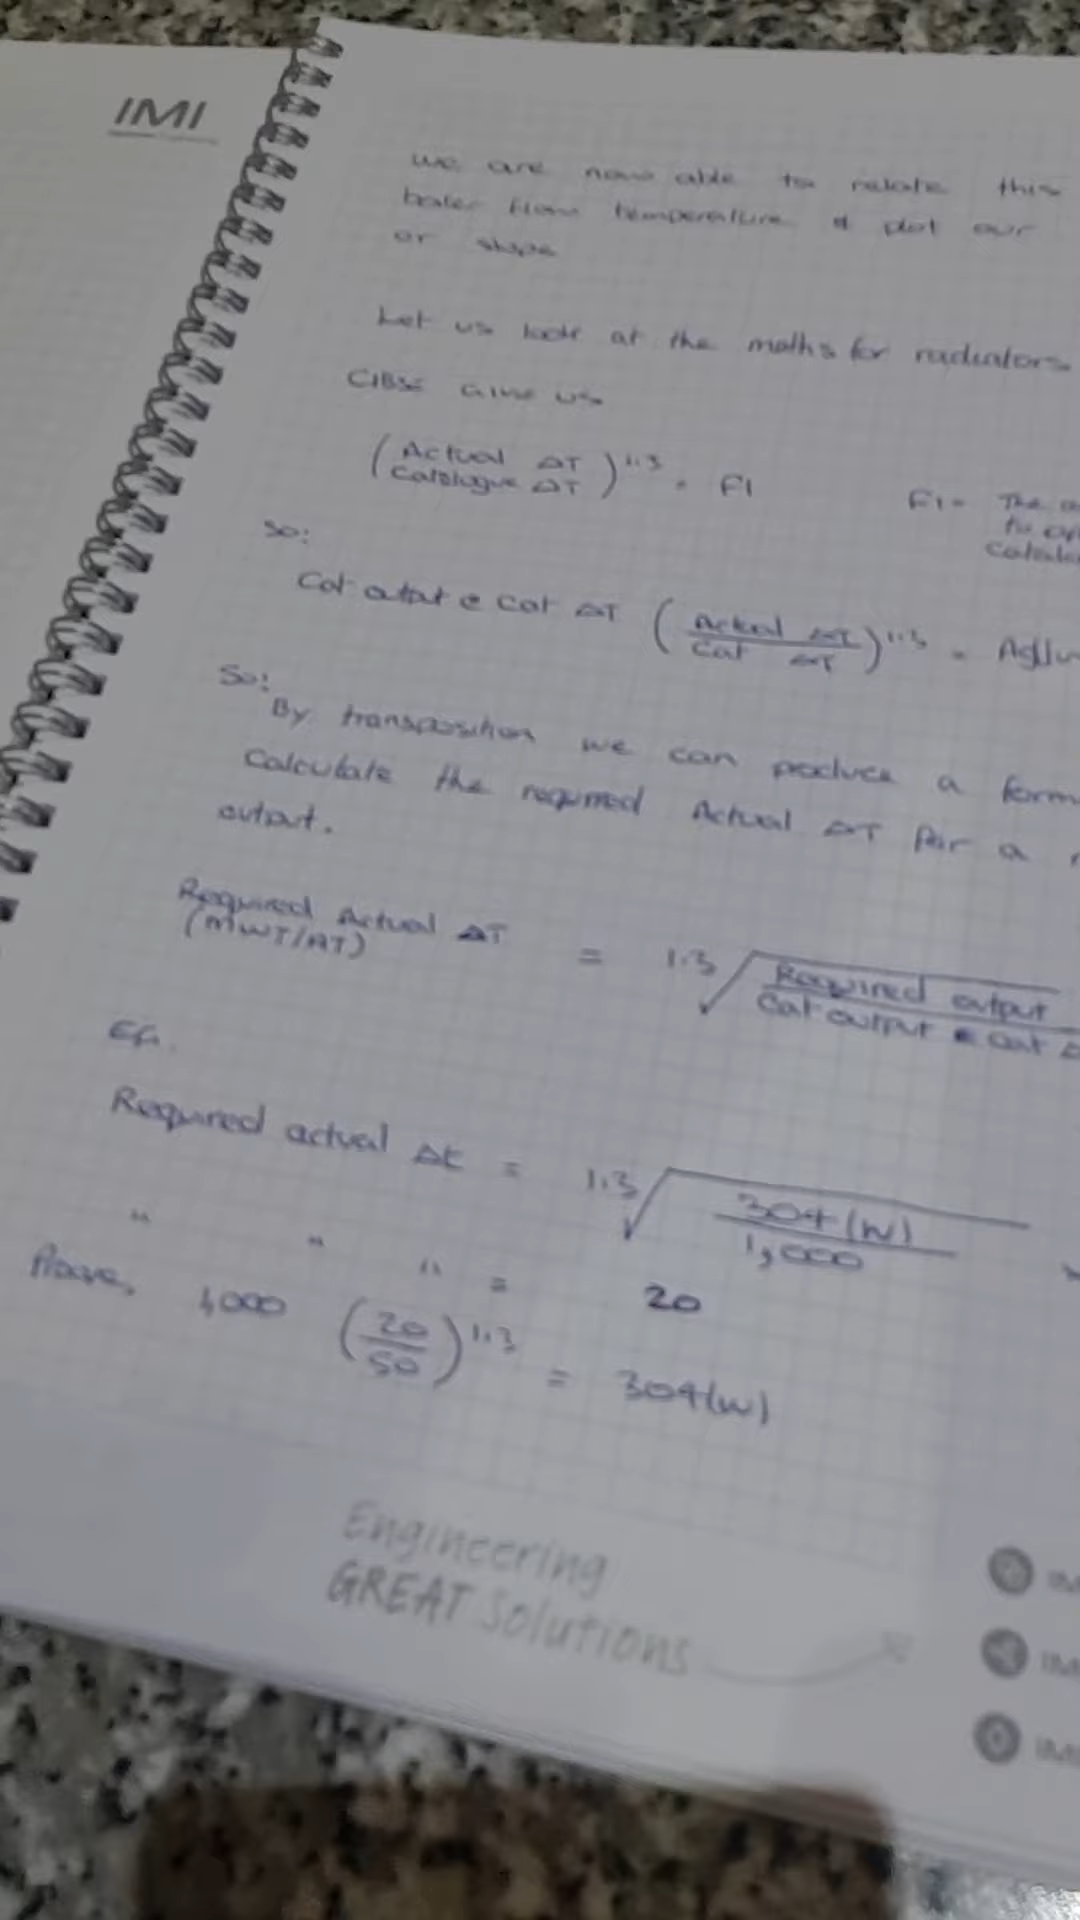 IMI
we are now able to relate this
boiler flow temperature & plot our
or slope
Let us look at the maths for radiators
CIBSE give us
(Actual ΔT / Catalogue ΔT)^1.3 = F1
F1 = The
to
So:
Cat output @ Cat ΔT (Actual ΔT / Cat ΔT)^1.3 =
So:
By transposition we can produce a
Calculate the required Actual ΔT for a
output.
Required Actual ΔT
(MWT/AT)
= 1.3√ Required output / Cat output @ cat
EG.
Required actual Δt = 1.3√ 304(W) / 1,000
" " " = 20
Above, 1,000 (20/50)^1.3 = 304(W)
Engineering
GREAT Solutions